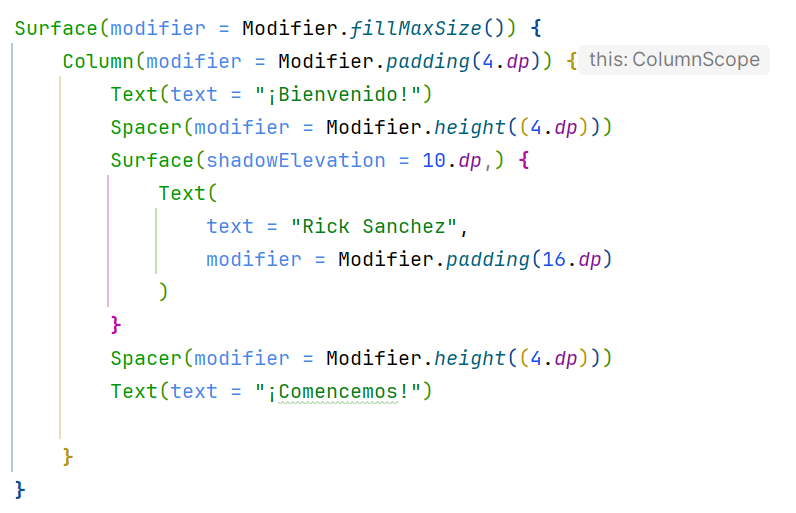 Surface(modifier = Modifier.fillMaxSize()) {
    Column(modifier = Modifier.padding(4.dp)) { this: ColumnScope
        Text(text = "¡Bienvenido!")
        Spacer(modifier = Modifier.height((4.dp)))
        Surface(shadowElevation = 10.dp,) {
            Text(
                text = "Rick Sanchez",
                modifier = Modifier.padding(16.dp)
            )
        }
        Spacer(modifier = Modifier.height((4.dp)))
        Text(text = "¡Comencemos!")
    }
}